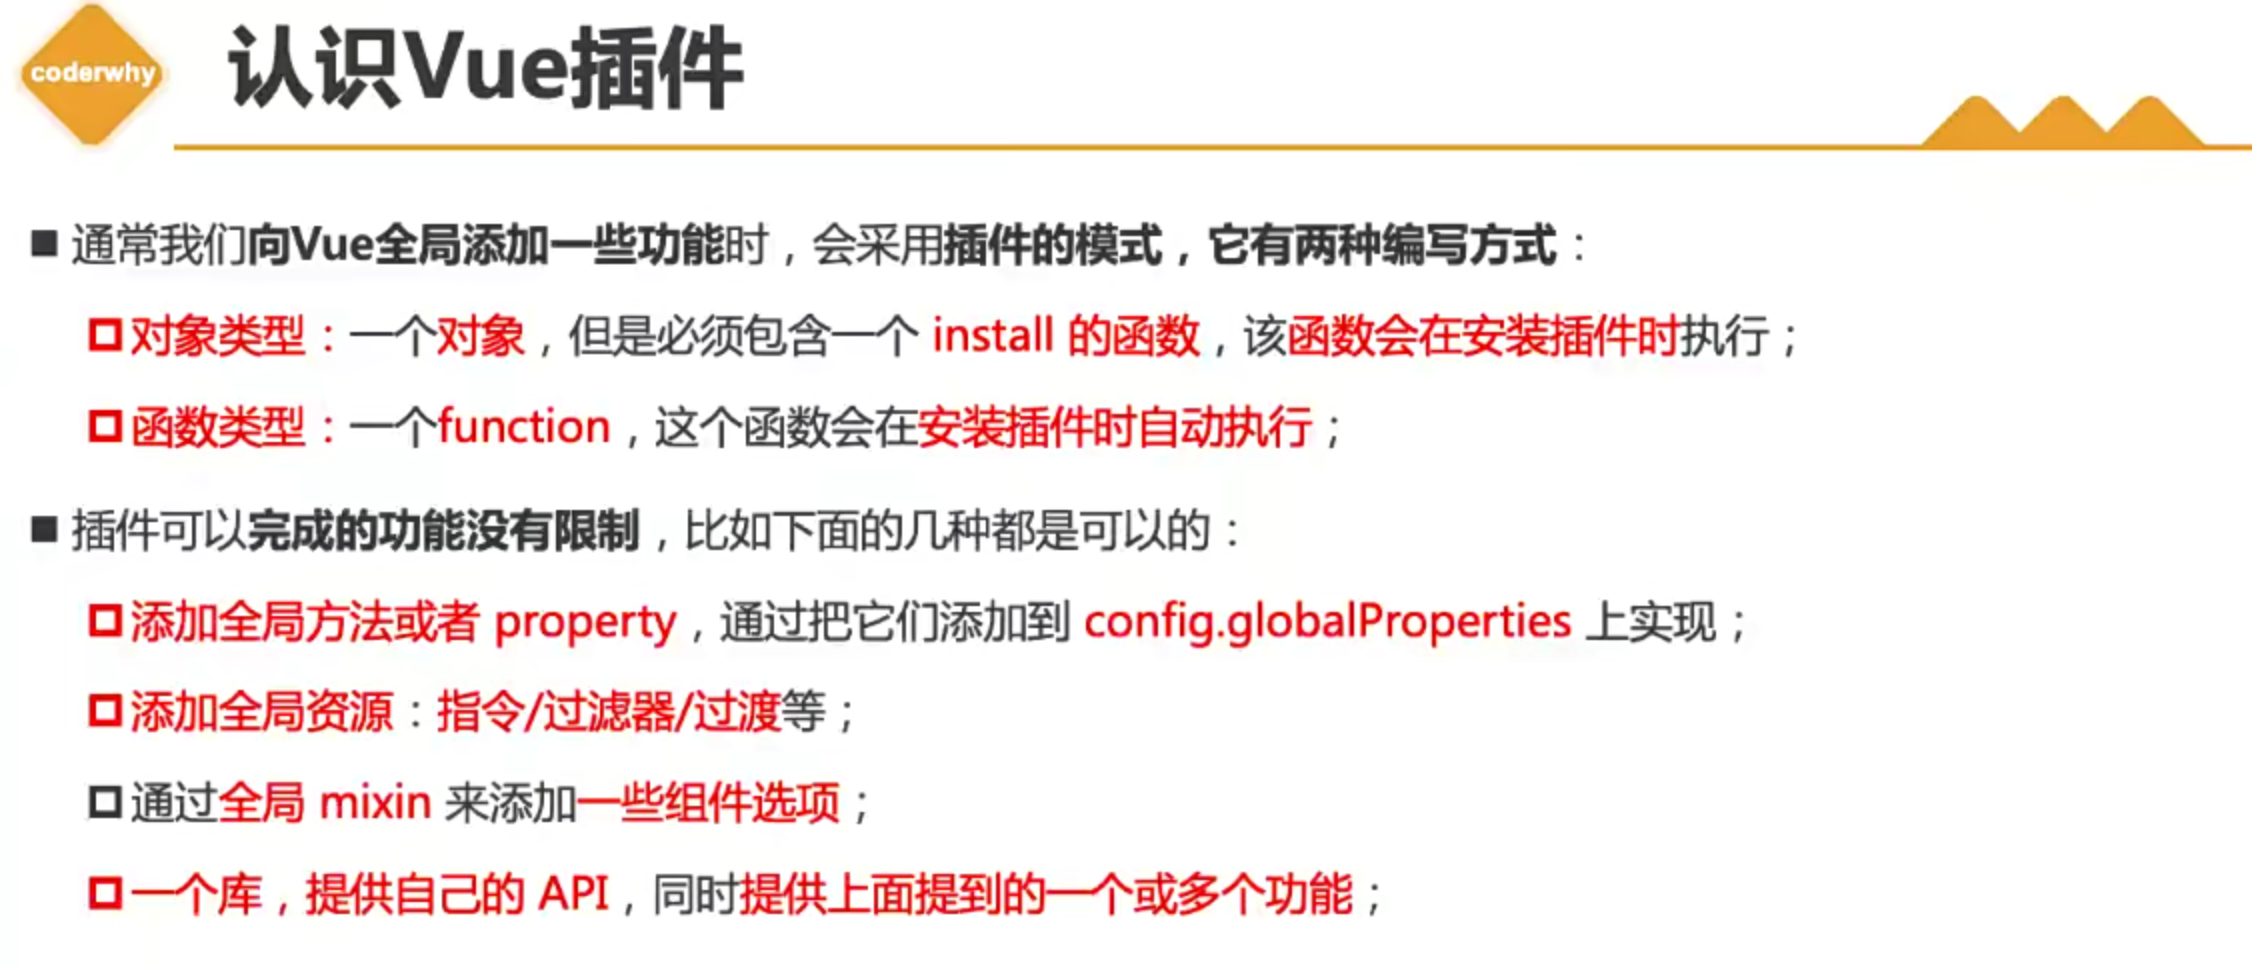 coderwhy
认识Vue插件
通常我们向Vue全局添加一些功能时，会采用插件的模式，它有两种编写方式：
对象类型：一个对象，但是必须包含一个 install 的函数，该函数会在安装插件时执行；
函数类型：一个function，这个函数会在安装插件时自动执行；
插件可以完成的功能没有限制，比如下面的几种都是可以的：
添加全局方法或者 property，通过把它们添加到 config.globalProperties 上实现；
添加全局资源：指令/过滤器/过渡等；
通过全局 mixin 来添加一些组件选项；
一个库，提供自己的 API，同时提供上面提到的一个或多个功能；